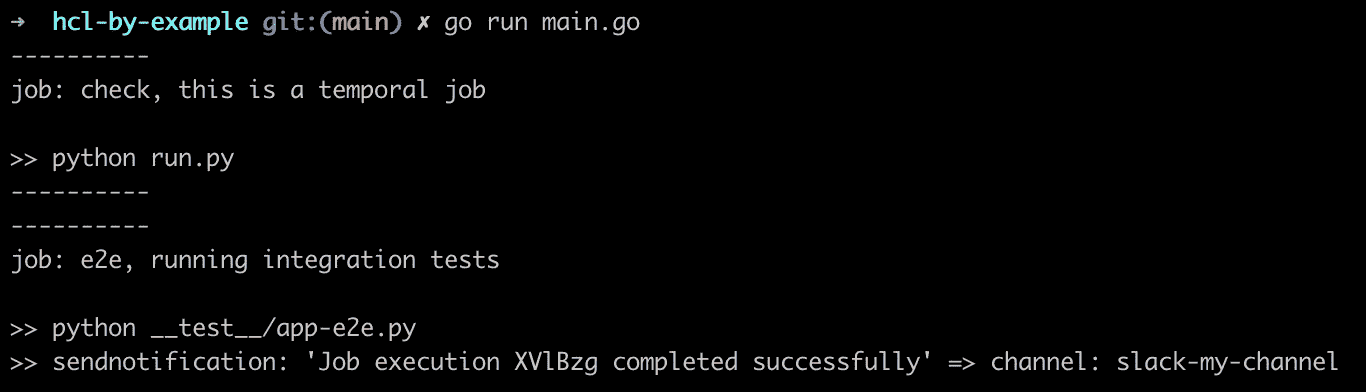 ➜ hcl-by-example git:(main) ✗ go run main.go
----------
job: check, this is a temporal job
>> python run.py
----------
----------
job: e2e, running integration tests
>> python __test__/app-e2e.py
>> sendnotification: 'Job execution XVlBzg completed successfully' => channel: slack-my-channel